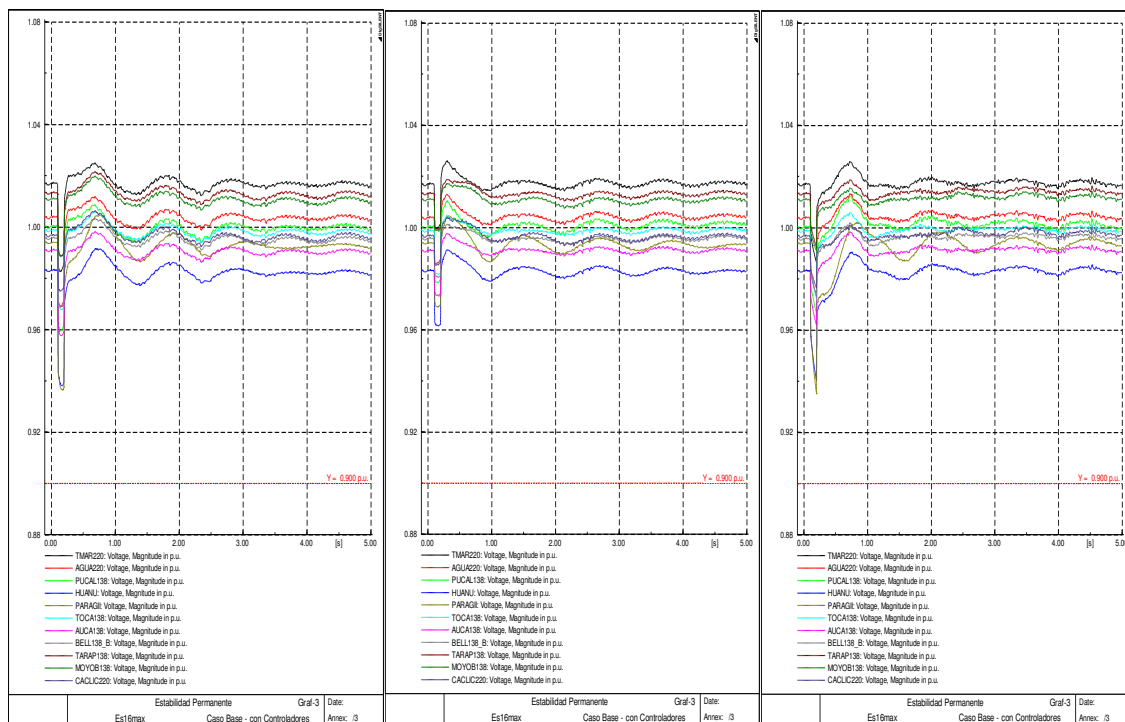 1.08
1.04
1.00
0.96
0.92
0.88
0.00 1.00 2.00 3.00 4.00 [s] 5.00
Y = 0.900 p.u.
TMAR220: Voltage, Magnitude in p.u.
AGUA220: Voltage, Magnitude in p.u.
PUCAL138: Voltage, Magnitude in p.u.
HUANU: Voltage, Magnitude in p.u.
PARAGII: Voltage, Magnitude in p.u.
TOCA138: Voltage, Magnitude in p.u.
AUCA138: Voltage, Magnitude in p.u.
BELL138_B: Voltage, Magnitude in p.u.
TARAP138: Voltage, Magnitude in p.u.
MOYOB138: Voltage, Magnitude in p.u.
CACLIC220: Voltage, Magnitude in p.u.
Estabilidad Permanente Graf-3 Date:
Es16max Caso Base - con Controladores Annex: /3
1.08
1.04
1.00
0.96
0.92
0.88
0.00 1.00 2.00 3.00 4.00 [s] 5.00
Y = 0.900 p.u.
TMAR220: Voltage, Magnitude in p.u.
AGUA220: Voltage, Magnitude in p.u.
PUCAL138: Voltage, Magnitude in p.u.
HUANU: Voltage, Magnitude in p.u.
PARAGII: Voltage, Magnitude in p.u.
TOCA138: Voltage, Magnitude in p.u.
AUCA138: Voltage, Magnitude in p.u.
BELL138_B: Voltage, Magnitude in p.u.
TARAP138: Voltage, Magnitude in p.u.
MOYOB138: Voltage, Magnitude in p.u.
CACLIC220: Voltage, Magnitude in p.u.
Estabilidad Permanente Graf-3 Date:
Es16max Caso Base - con Controladores Annex: /3
1.08
1.04
1.00
0.96
0.92
0.88
0.00 1.00 2.00 3.00 4.00 [s] 5.00
Y = 0.900 p.u.
TMAR220: Voltage, Magnitude in p.u.
AGUA220: Voltage, Magnitude in p.u.
PUCAL138: Voltage, Magnitude in p.u.
HUANU: Voltage, Magnitude in p.u.
PARAGII: Voltage, Magnitude in p.u.
TOCA138: Voltage, Magnitude in p.u.
AUCA138: Voltage, Magnitude in p.u.
BELL138_B: Voltage, Magnitude in p.u.
TARAP138: Voltage, Magnitude in p.u.
MOYOB138: Voltage, Magnitude in p.u.
CACLIC220: Voltage, Magnitude in p.u.
Estabilidad Permanente Graf-3 Date:
Es16max Caso Base - con Controladores Annex: /3